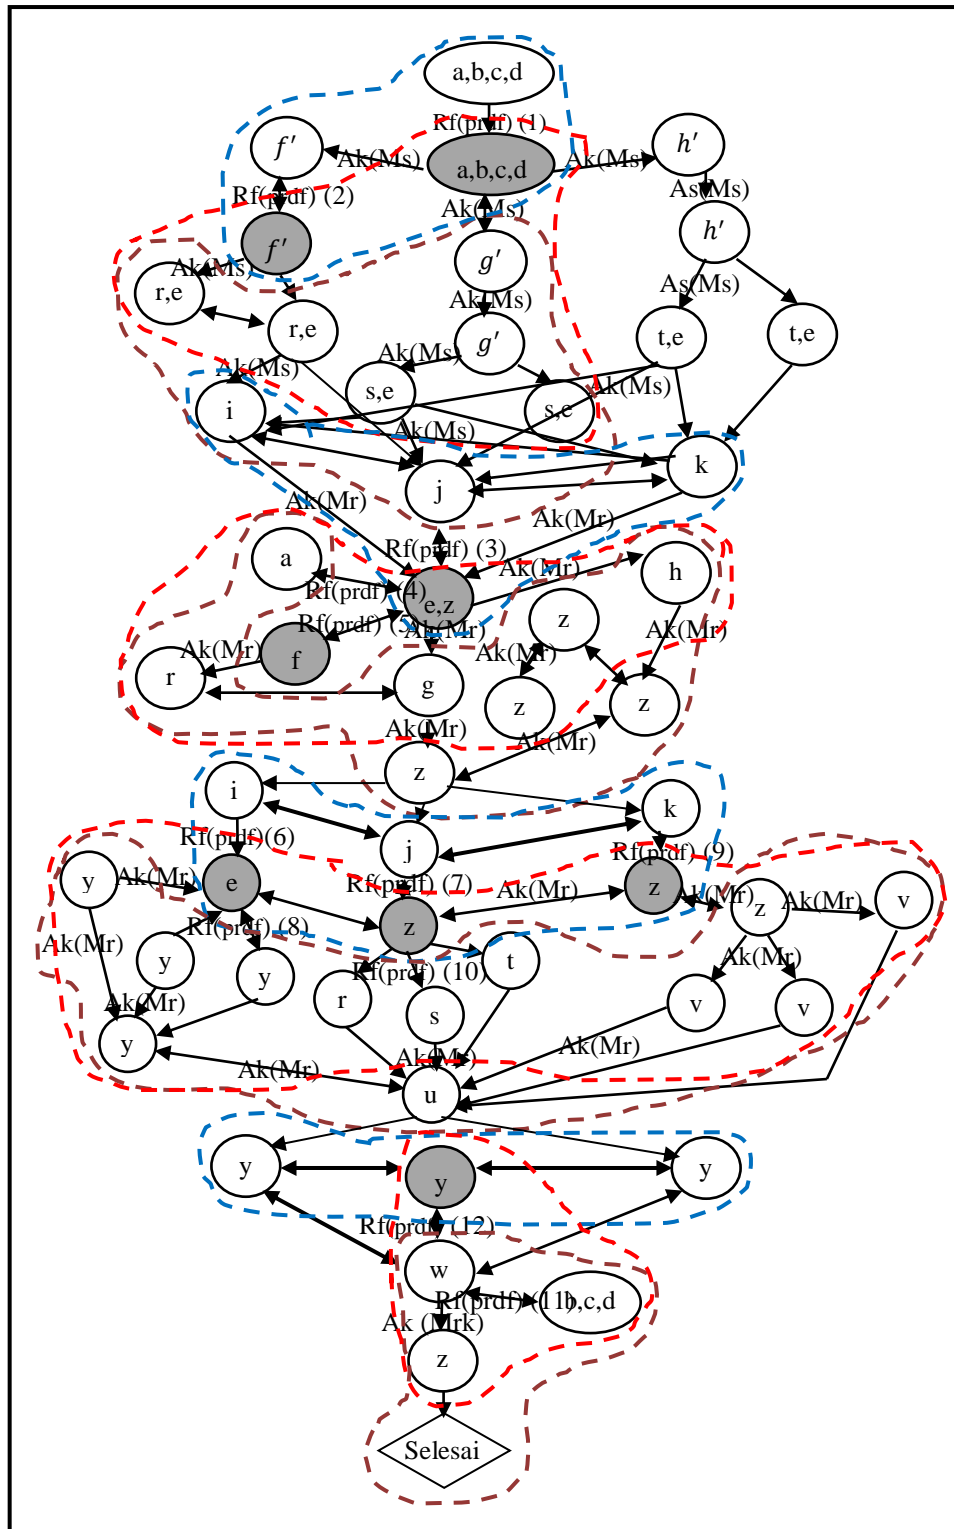 a,b,c,d
Rf(prdf) (1)
f′
Ak(Ms)
a,b,c,d
Ak(Ms)
h′
Rf(prdf) (2)
Ak(Ms)
As(Ms)
f′
g′
h′
Ak(Ms)
r,e
Ak(Ms)
As(Ms)
r,e
g′
t,e
t,e
Ak(Ms)
Ak(Ms)
s,e
Ak(Ms)
i
s,e
Ak(Ms)
j
k
Ak(Mr)
Ak(Mr)
Rf(prdf) (3)
a
Ak(Mr)
h
Rf(prdf) (4)
e,z
Rf(prdf) (5)
Ak(Mr)
z
Ak(Mr)
f
Ak(Mr)
Ak(Mr)
r
g
z
z
Ak(Mr)
Ak(Mr)
z
i
k
Rf(prdf)(6)
j
Rf(prdf) (9)
y
Ak(Mr)
e
Rf(prdf) (7)
Ak(Mr)
z
Ak(Mr)
z
Ak(Mr)
v
Rf(prdf) (8)
z
Ak(Mr)
y
y
Rf(prdf) (10)
t
Ak(Mr)
r
s
v
v
Ak(Mr)
y
Ak(Mr)
Ak(Mr)
Ak(Mr)
u
y
y
y
Rf(prdf) (12)
w
Rf(prdf) (11)
b,c,d
Ak (Mrk)
z
Selesai